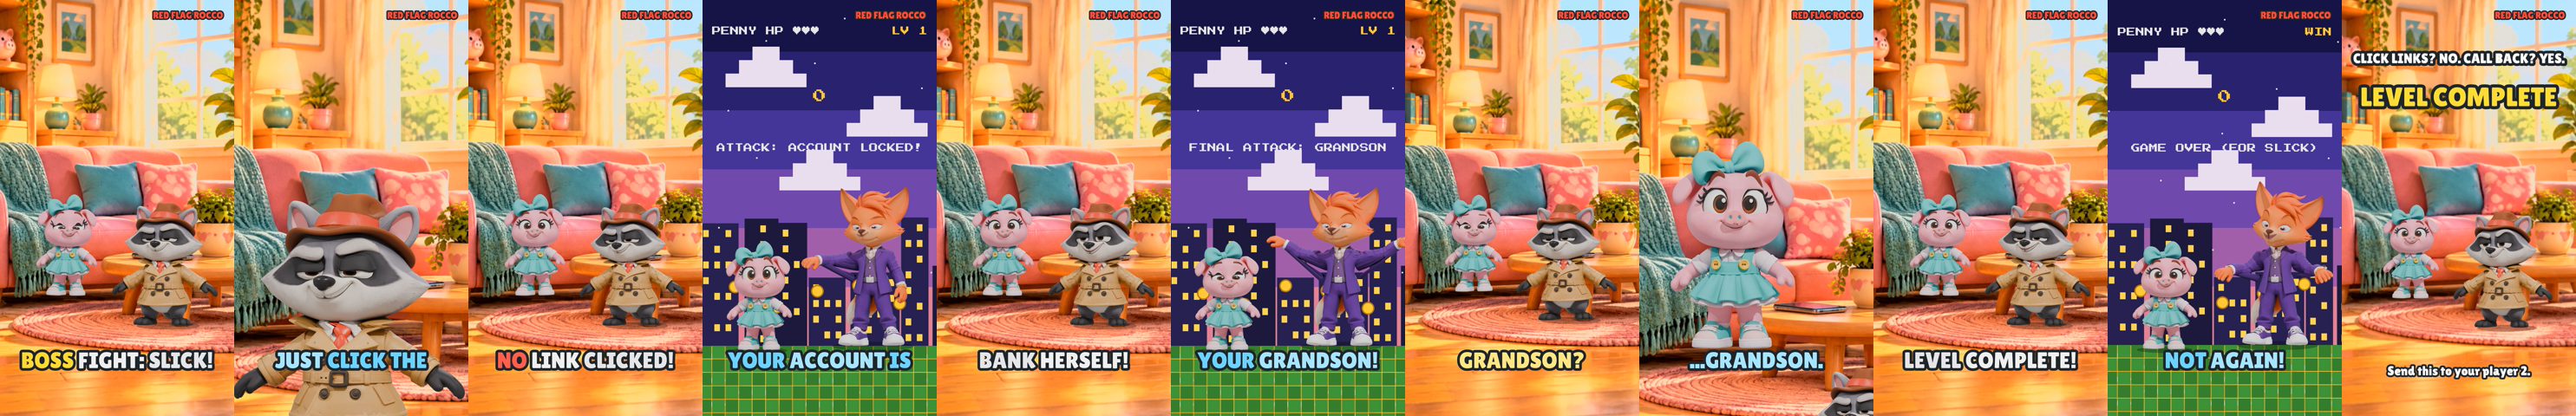 RED FLAG ROCCO
BOSS FIGHT: SLICK!
RED FLAG ROCCO
JUST CLICK THE
RED FLAG ROCCO
NO LINK CLICKED!
RED FLAG ROCCO
PENNY HP ♥♥♥ LV 1
ATTACK: ACCOUNT LOCKED!
YOUR ACCOUNT IS
RED FLAG ROCCO
BANK HERSELF!
RED FLAG ROCCO
PENNY HP ♥♥♥ LV 1
FINAL ATTACK: GRANDSON
YOUR GRANDSON!
RED FLAG ROCCO
GRANDSON?
RED FLAG ROCCO
...GRANDSON.
RED FLAG ROCCO
LEVEL COMPLETE!
RED FLAG ROCCO
PENNY HP ♥♥♥ WIN
GAME OVER (FOR SLICK)
NOT AGAIN!
RED FLAG ROCCO
CLICK LINKS? NO. CALL BACK? YES.
LEVEL COMPLETE
Send this to your player 2.